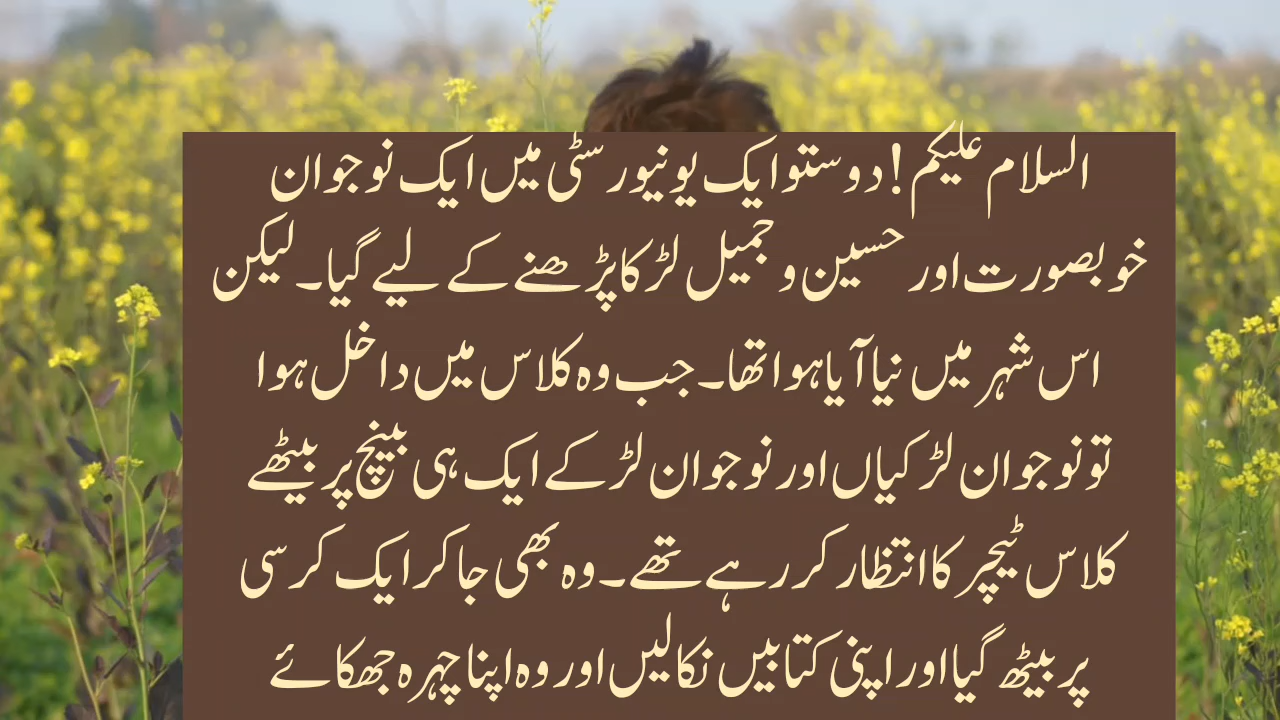 السلام علیکم! دوستو ایک یونیورسٹی میں ایک نوجوان
خوبصورت اور حسین و جمیل لڑکا پڑھنے کے لیے گیا۔ لیکن
اس شہر میں نیا آیا ہوا تھا۔ جب وہ کلاس میں داخل ہوا
تو نوجوان لڑکیاں اور نوجوان لڑکے ایک ہی بینچ پر بیٹھے
کلاس ٹیچر کا انتظار کر رہے تھے۔ وہ بھی جا کر ایک کرسی
پر بیٹھ گیا اور اپنی کتابیں نکالیں اور وہ اپنا چہرہ جھکائے